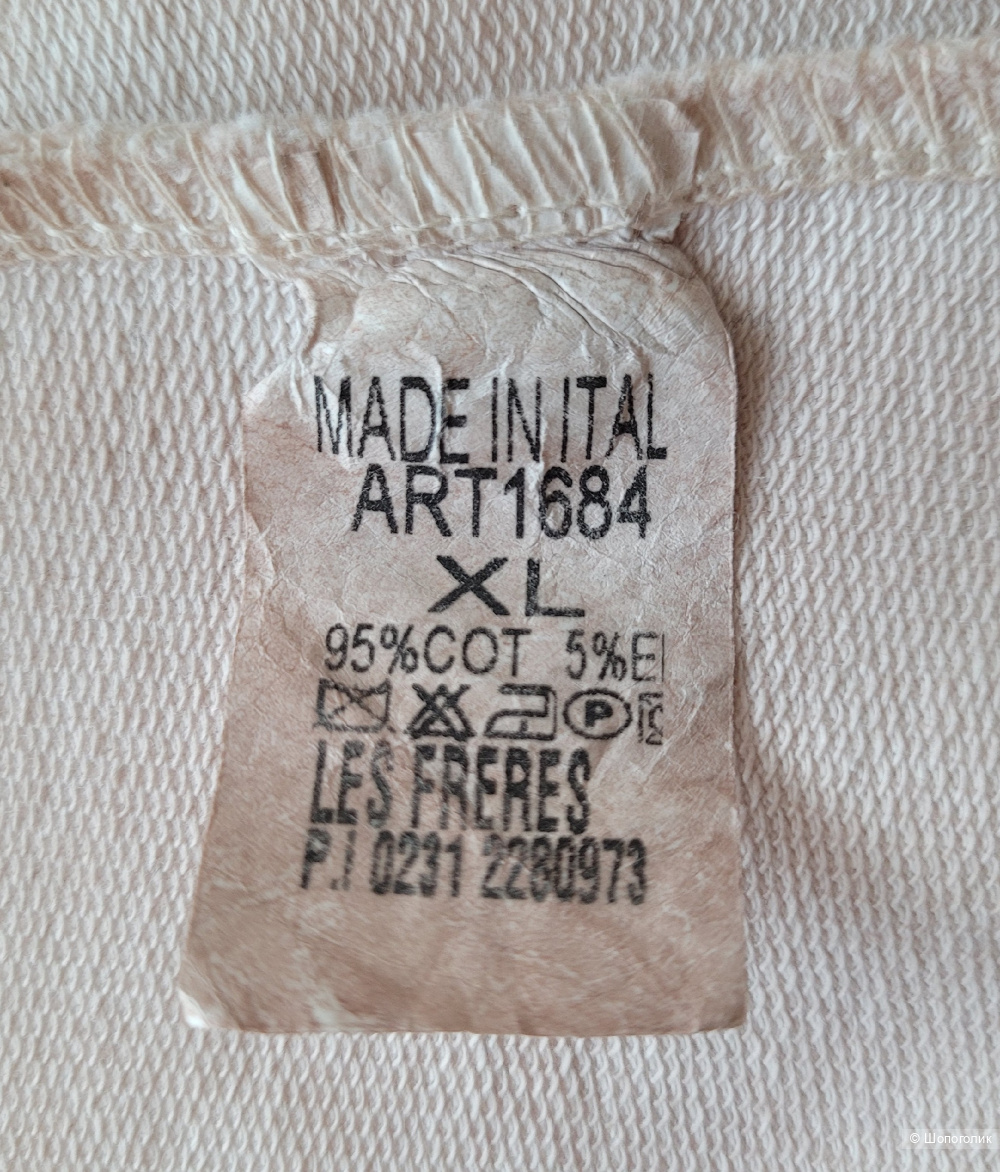 MADE IN ITAL
ART1684
XL
95%COT 5%E
P
LES FRERES
P.I 0231 2280973
© Шопоголик